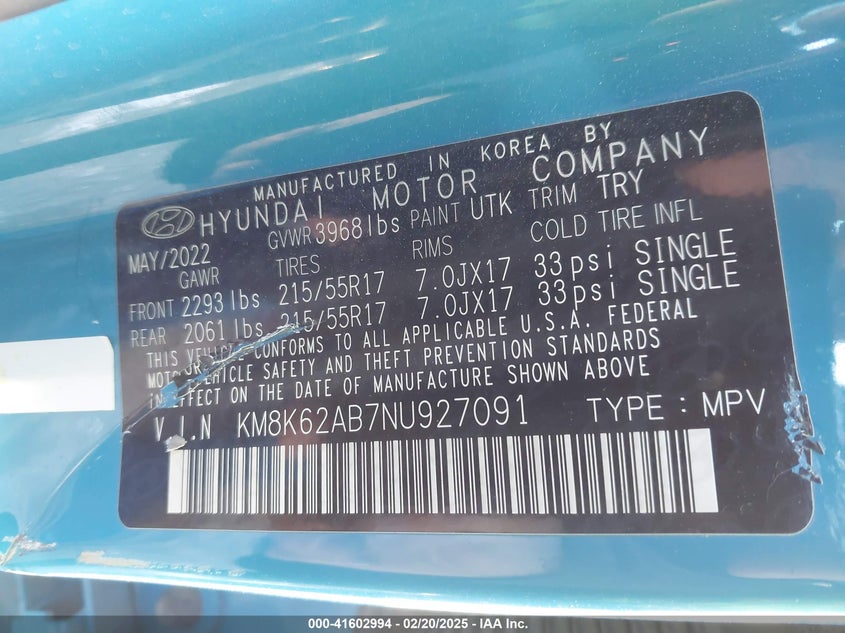 MANUFACTURED IN KOREA BY
HYUNDAI MOTOR COMPANY
MAY/2022 GVWR 3968 lbs PAINT UTK TRIM TRY
GAWR TIRES RIMS COLD TIRE INFL
FRONT 2293 lbs 215/55R17 7.0JX17 33psi SINGLE
REAR 2061 lbs 215/55R17 7.0JX17 33psi SINGLE
THIS VEHICLE CONFORMS TO ALL APPLICABLE U.S.A. FEDERAL
MOTOR VEHICLE SAFETY AND THEFT PREVENTION STANDARDS
IN EFFECT ON THE DATE OF MANUFACTURE SHOWN ABOVE
V.I.N KM8K62AB7NU927091 TYPE : MPV
000-41602994 - 02/20/2025 - IAA Inc.